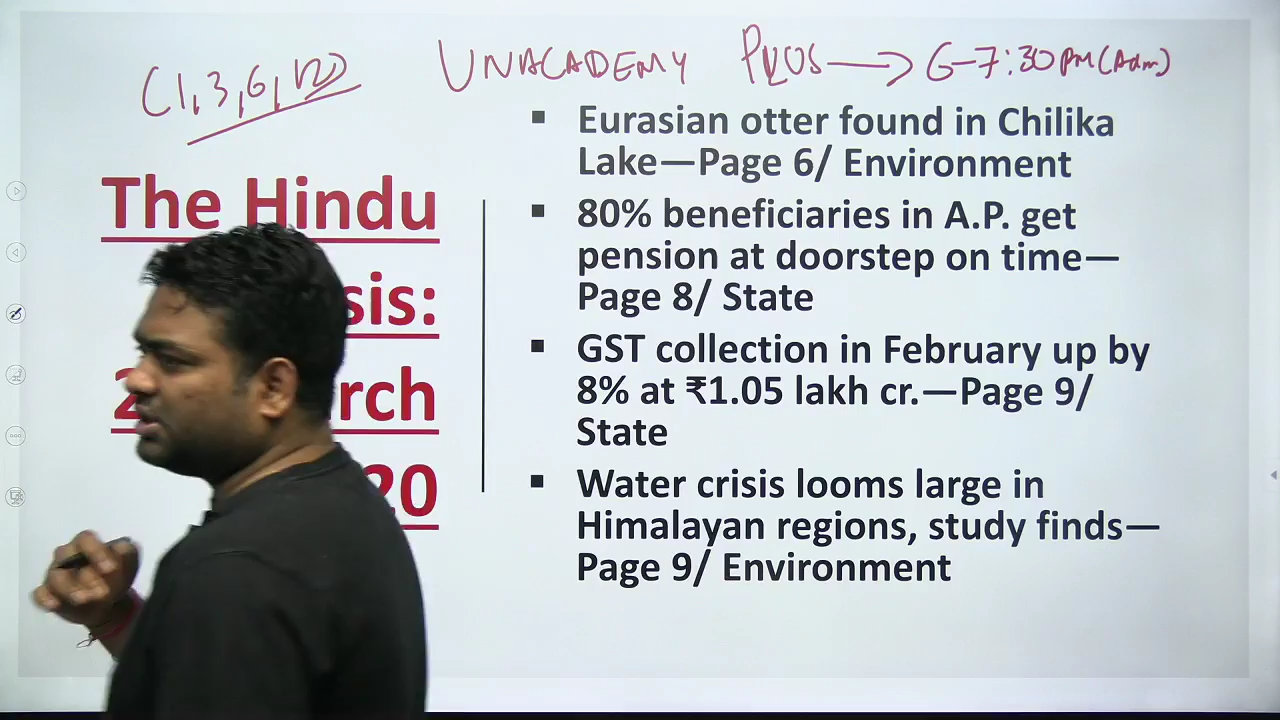 (1,3,6,12) UNACADEMY PLUS → 6-7:30PM(Adm)
The Hindu
sis:
2 rch
20
▪ Eurasian otter found in Chilika
Lake—Page 6/ Environment
▪ 80% beneficiaries in A.P. get
pension at doorstep on time—
Page 8/ State
▪ GST collection in February up by
8% at ₹1.05 lakh cr.—Page 9/
State
▪ Water crisis looms large in
Himalayan regions, study finds—
Page 9/ Environment